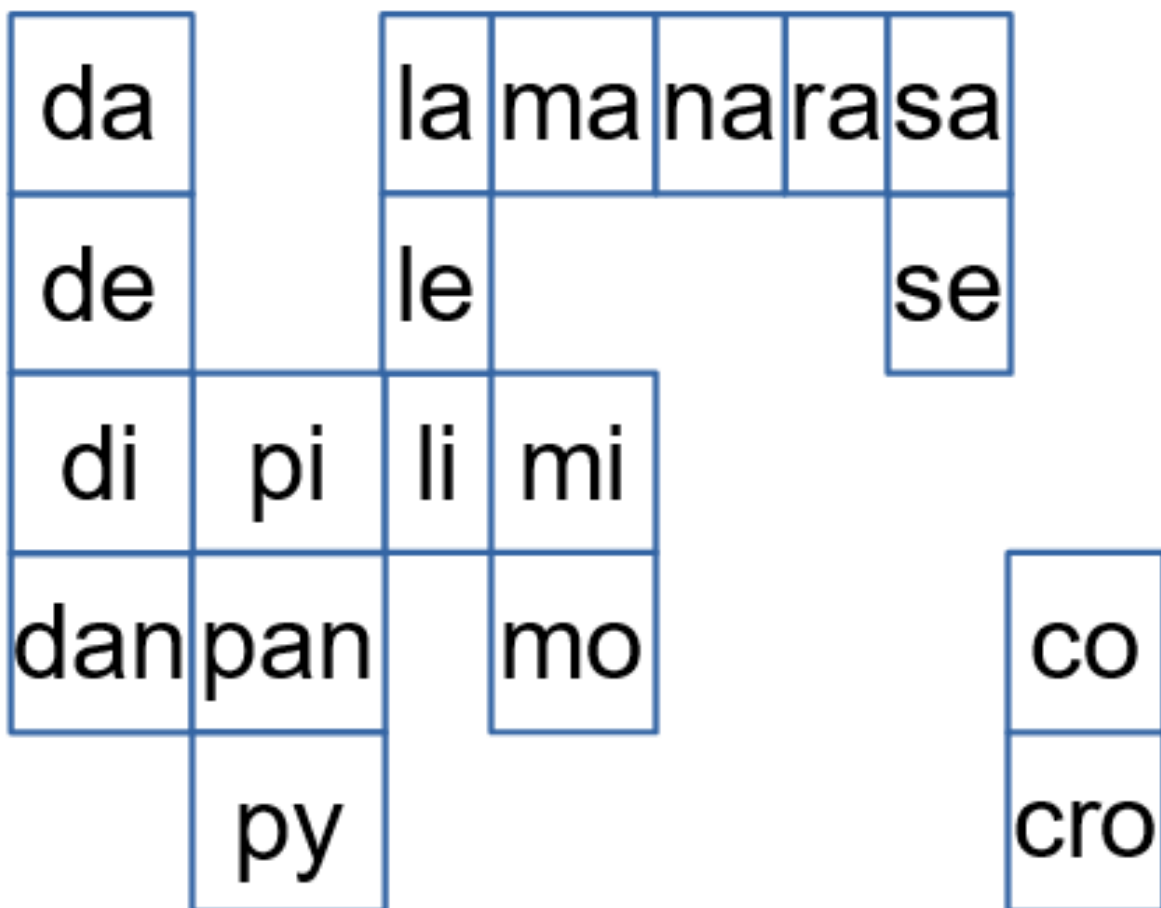 da la ma na ra sa
de le se
di pi li mi
dan pan mo co
py cro